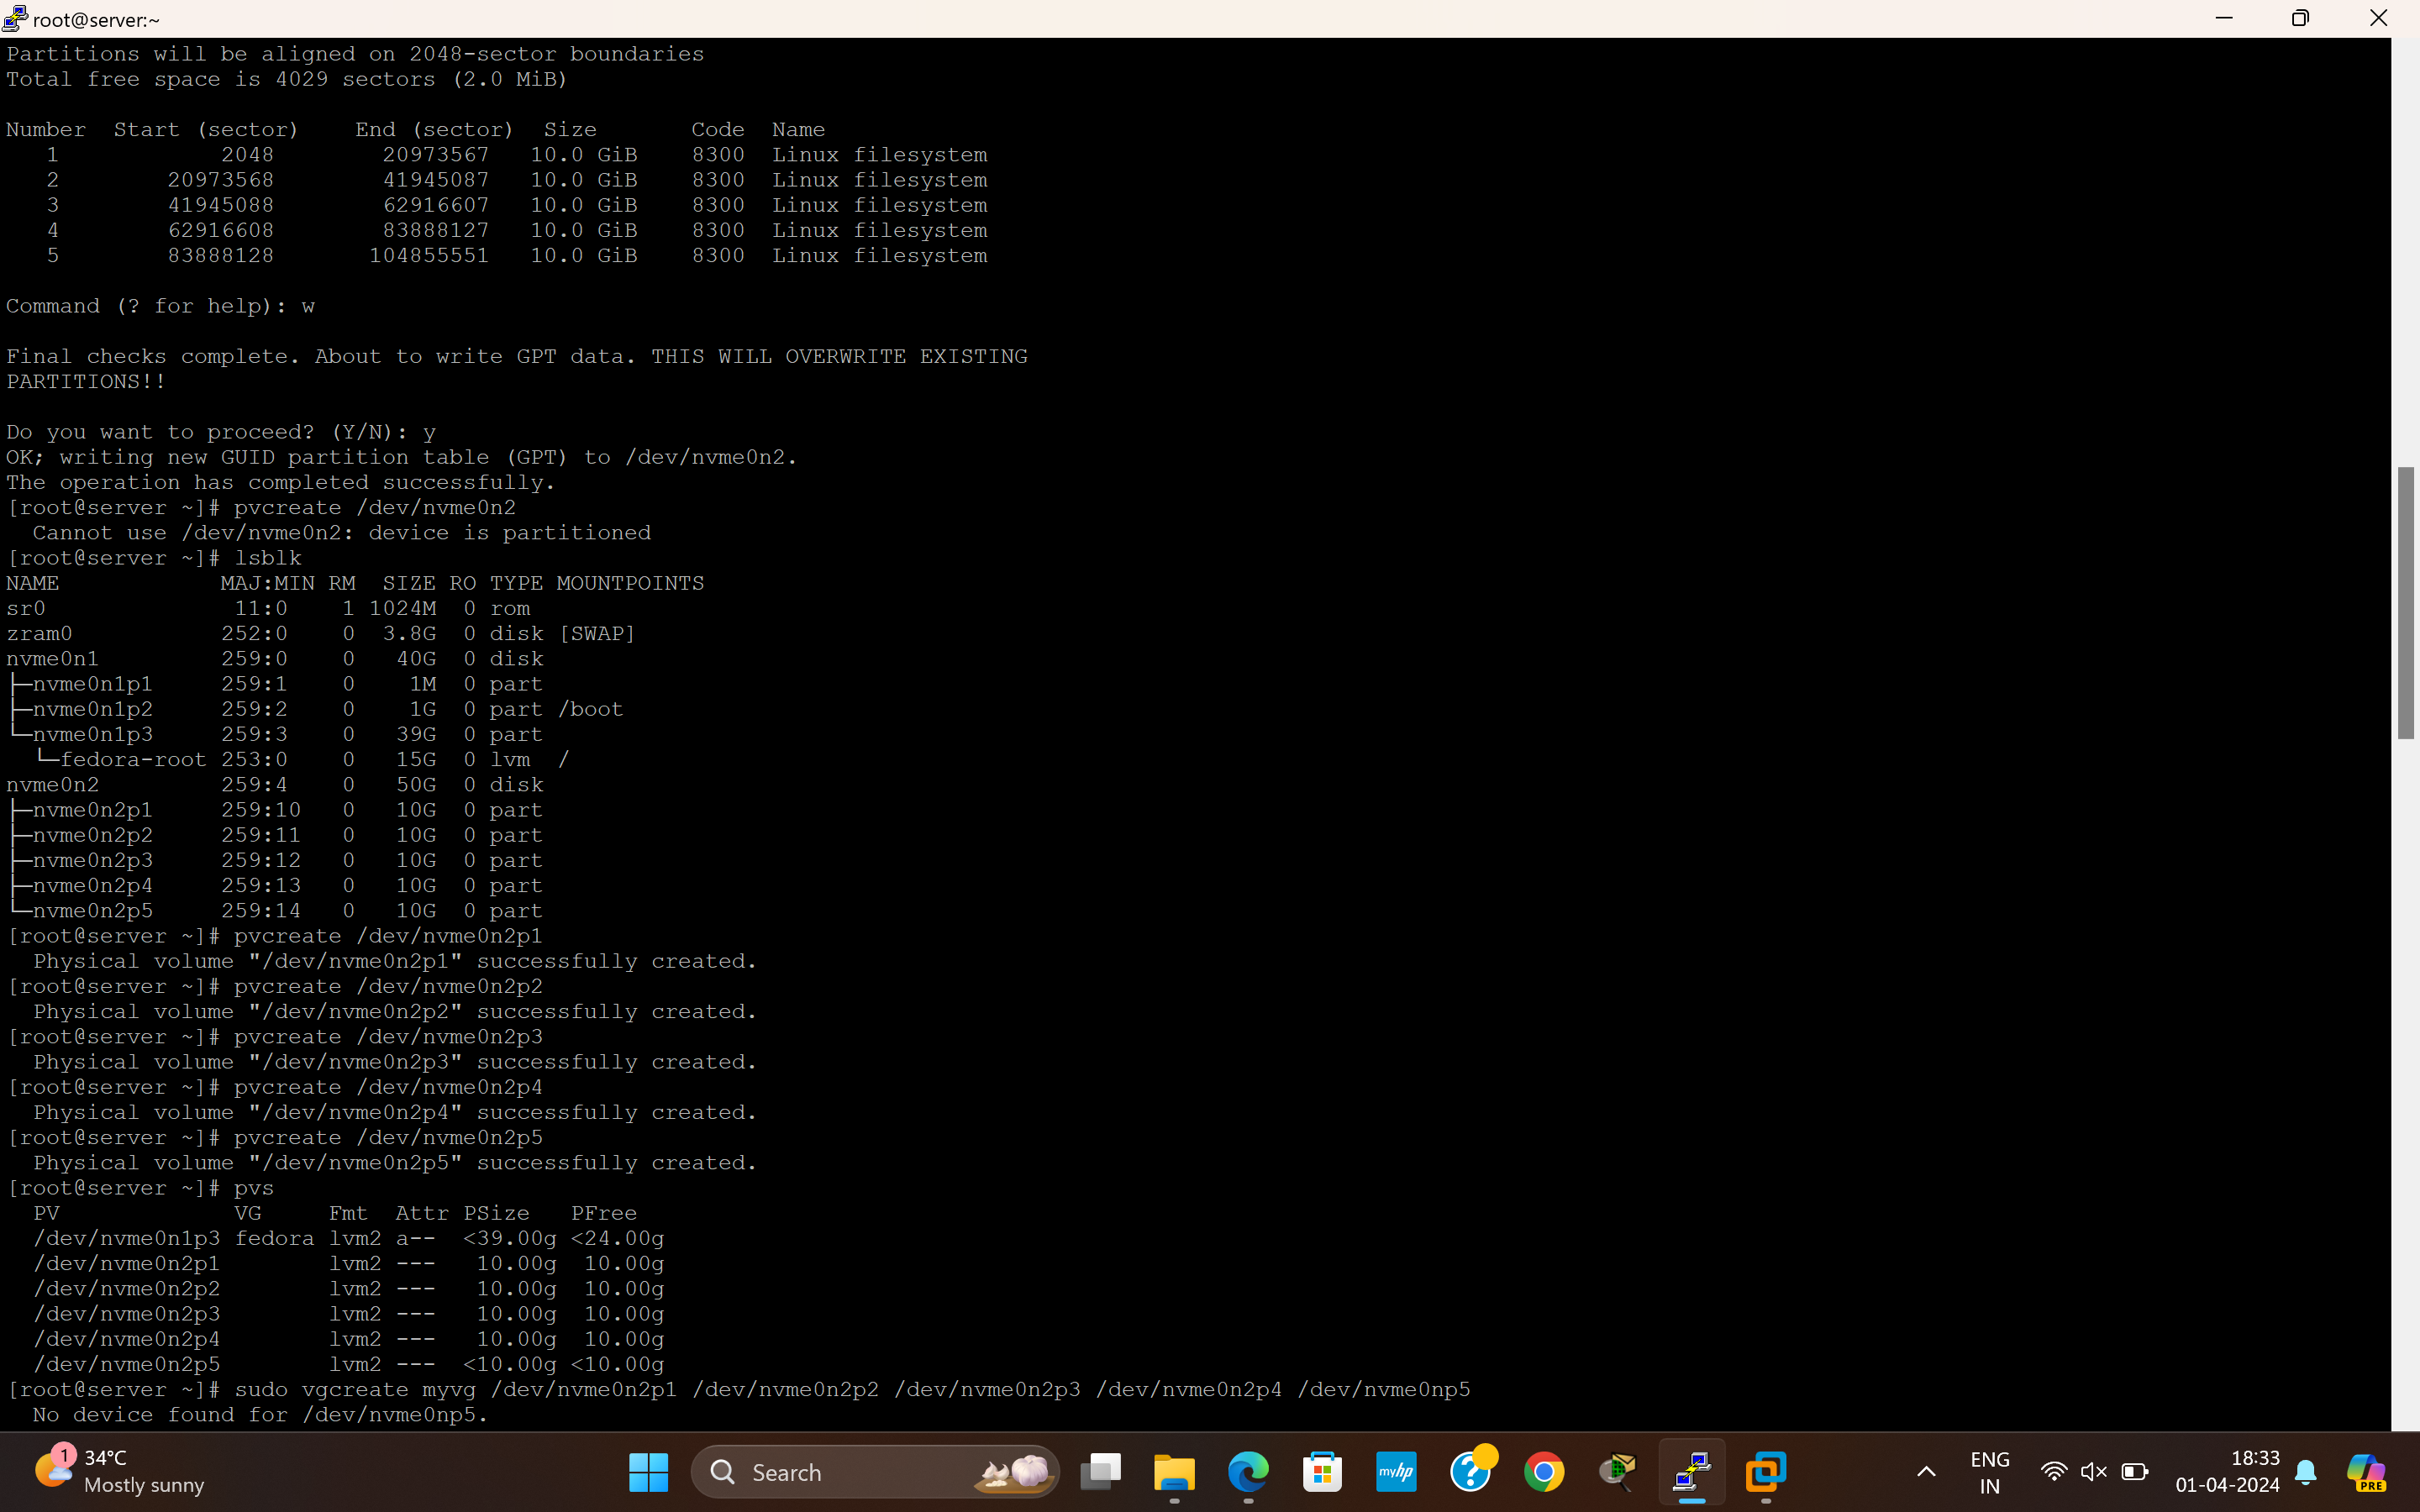 root@server:~
Partitions will be aligned on 2048-sector boundaries
Total free space is 4029 sectors (2.0 MiB)
Number  Start (sector)    End (sector)  Size       Code  Name
   1            2048        20973567   10.0 GiB    8300  Linux filesystem
   2        20973568        41945087   10.0 GiB    8300  Linux filesystem
   3        41945088        62916607   10.0 GiB    8300  Linux filesystem
   4        62916608        83888127   10.0 GiB    8300  Linux filesystem
   5        83888128       104855551   10.0 GiB    8300  Linux filesystem
Command (? for help): w
Final checks complete. About to write GPT data. THIS WILL OVERWRITE EXISTING
PARTITIONS!!
Do you want to proceed? (Y/N): y
OK; writing new GUID partition table (GPT) to /dev/nvme0n2.
The operation has completed successfully.
[root@server ~]# pvcreate /dev/nvme0n2
  Cannot use /dev/nvme0n2: device is partitioned
[root@server ~]# lsblk
NAME            MAJ:MIN RM  SIZE RO TYPE MOUNTPOINTS
sr0              11:0    1 1024M  0 rom
zram0           252:0    0  3.8G  0 disk [SWAP]
nvme0n1         259:0    0   40G  0 disk
├─nvme0n1p1     259:1    0    1M  0 part
├─nvme0n1p2     259:2    0    1G  0 part /boot
└─nvme0n1p3     259:3    0   39G  0 part
  └─fedora-root 253:0    0   15G  0 lvm  /
nvme0n2         259:4    0   50G  0 disk
├─nvme0n2p1     259:10   0   10G  0 part
├─nvme0n2p2     259:11   0   10G  0 part
├─nvme0n2p3     259:12   0   10G  0 part
├─nvme0n2p4     259:13   0   10G  0 part
└─nvme0n2p5     259:14   0   10G  0 part
[root@server ~]# pvcreate /dev/nvme0n2p1
  Physical volume "/dev/nvme0n2p1" successfully created.
[root@server ~]# pvcreate /dev/nvme0n2p2
  Physical volume "/dev/nvme0n2p2" successfully created.
[root@server ~]# pvcreate /dev/nvme0n2p3
  Physical volume "/dev/nvme0n2p3" successfully created.
[root@server ~]# pvcreate /dev/nvme0n2p4
  Physical volume "/dev/nvme0n2p4" successfully created.
[root@server ~]# pvcreate /dev/nvme0n2p5
  Physical volume "/dev/nvme0n2p5" successfully created.
[root@server ~]# pvs
  PV             VG     Fmt  Attr PSize   PFree
  /dev/nvme0n1p3 fedora lvm2 a--  <39.00g <24.00g
  /dev/nvme0n2p1        lvm2 ---   10.00g  10.00g
  /dev/nvme0n2p2        lvm2 ---   10.00g  10.00g
  /dev/nvme0n2p3        lvm2 ---   10.00g  10.00g
  /dev/nvme0n2p4        lvm2 ---   10.00g  10.00g
  /dev/nvme0n2p5        lvm2 ---  <10.00g <10.00g
[root@server ~]# sudo vgcreate myvg /dev/nvme0n2p1 /dev/nvme0n2p2 /dev/nvme0n2p3 /dev/nvme0n2p4 /dev/nvme0np5
  No device found for /dev/nvme0np5.
1
34°C
Mostly sunny
Search
myhp
?
ENG
IN
18:33
01-04-2024
PRE